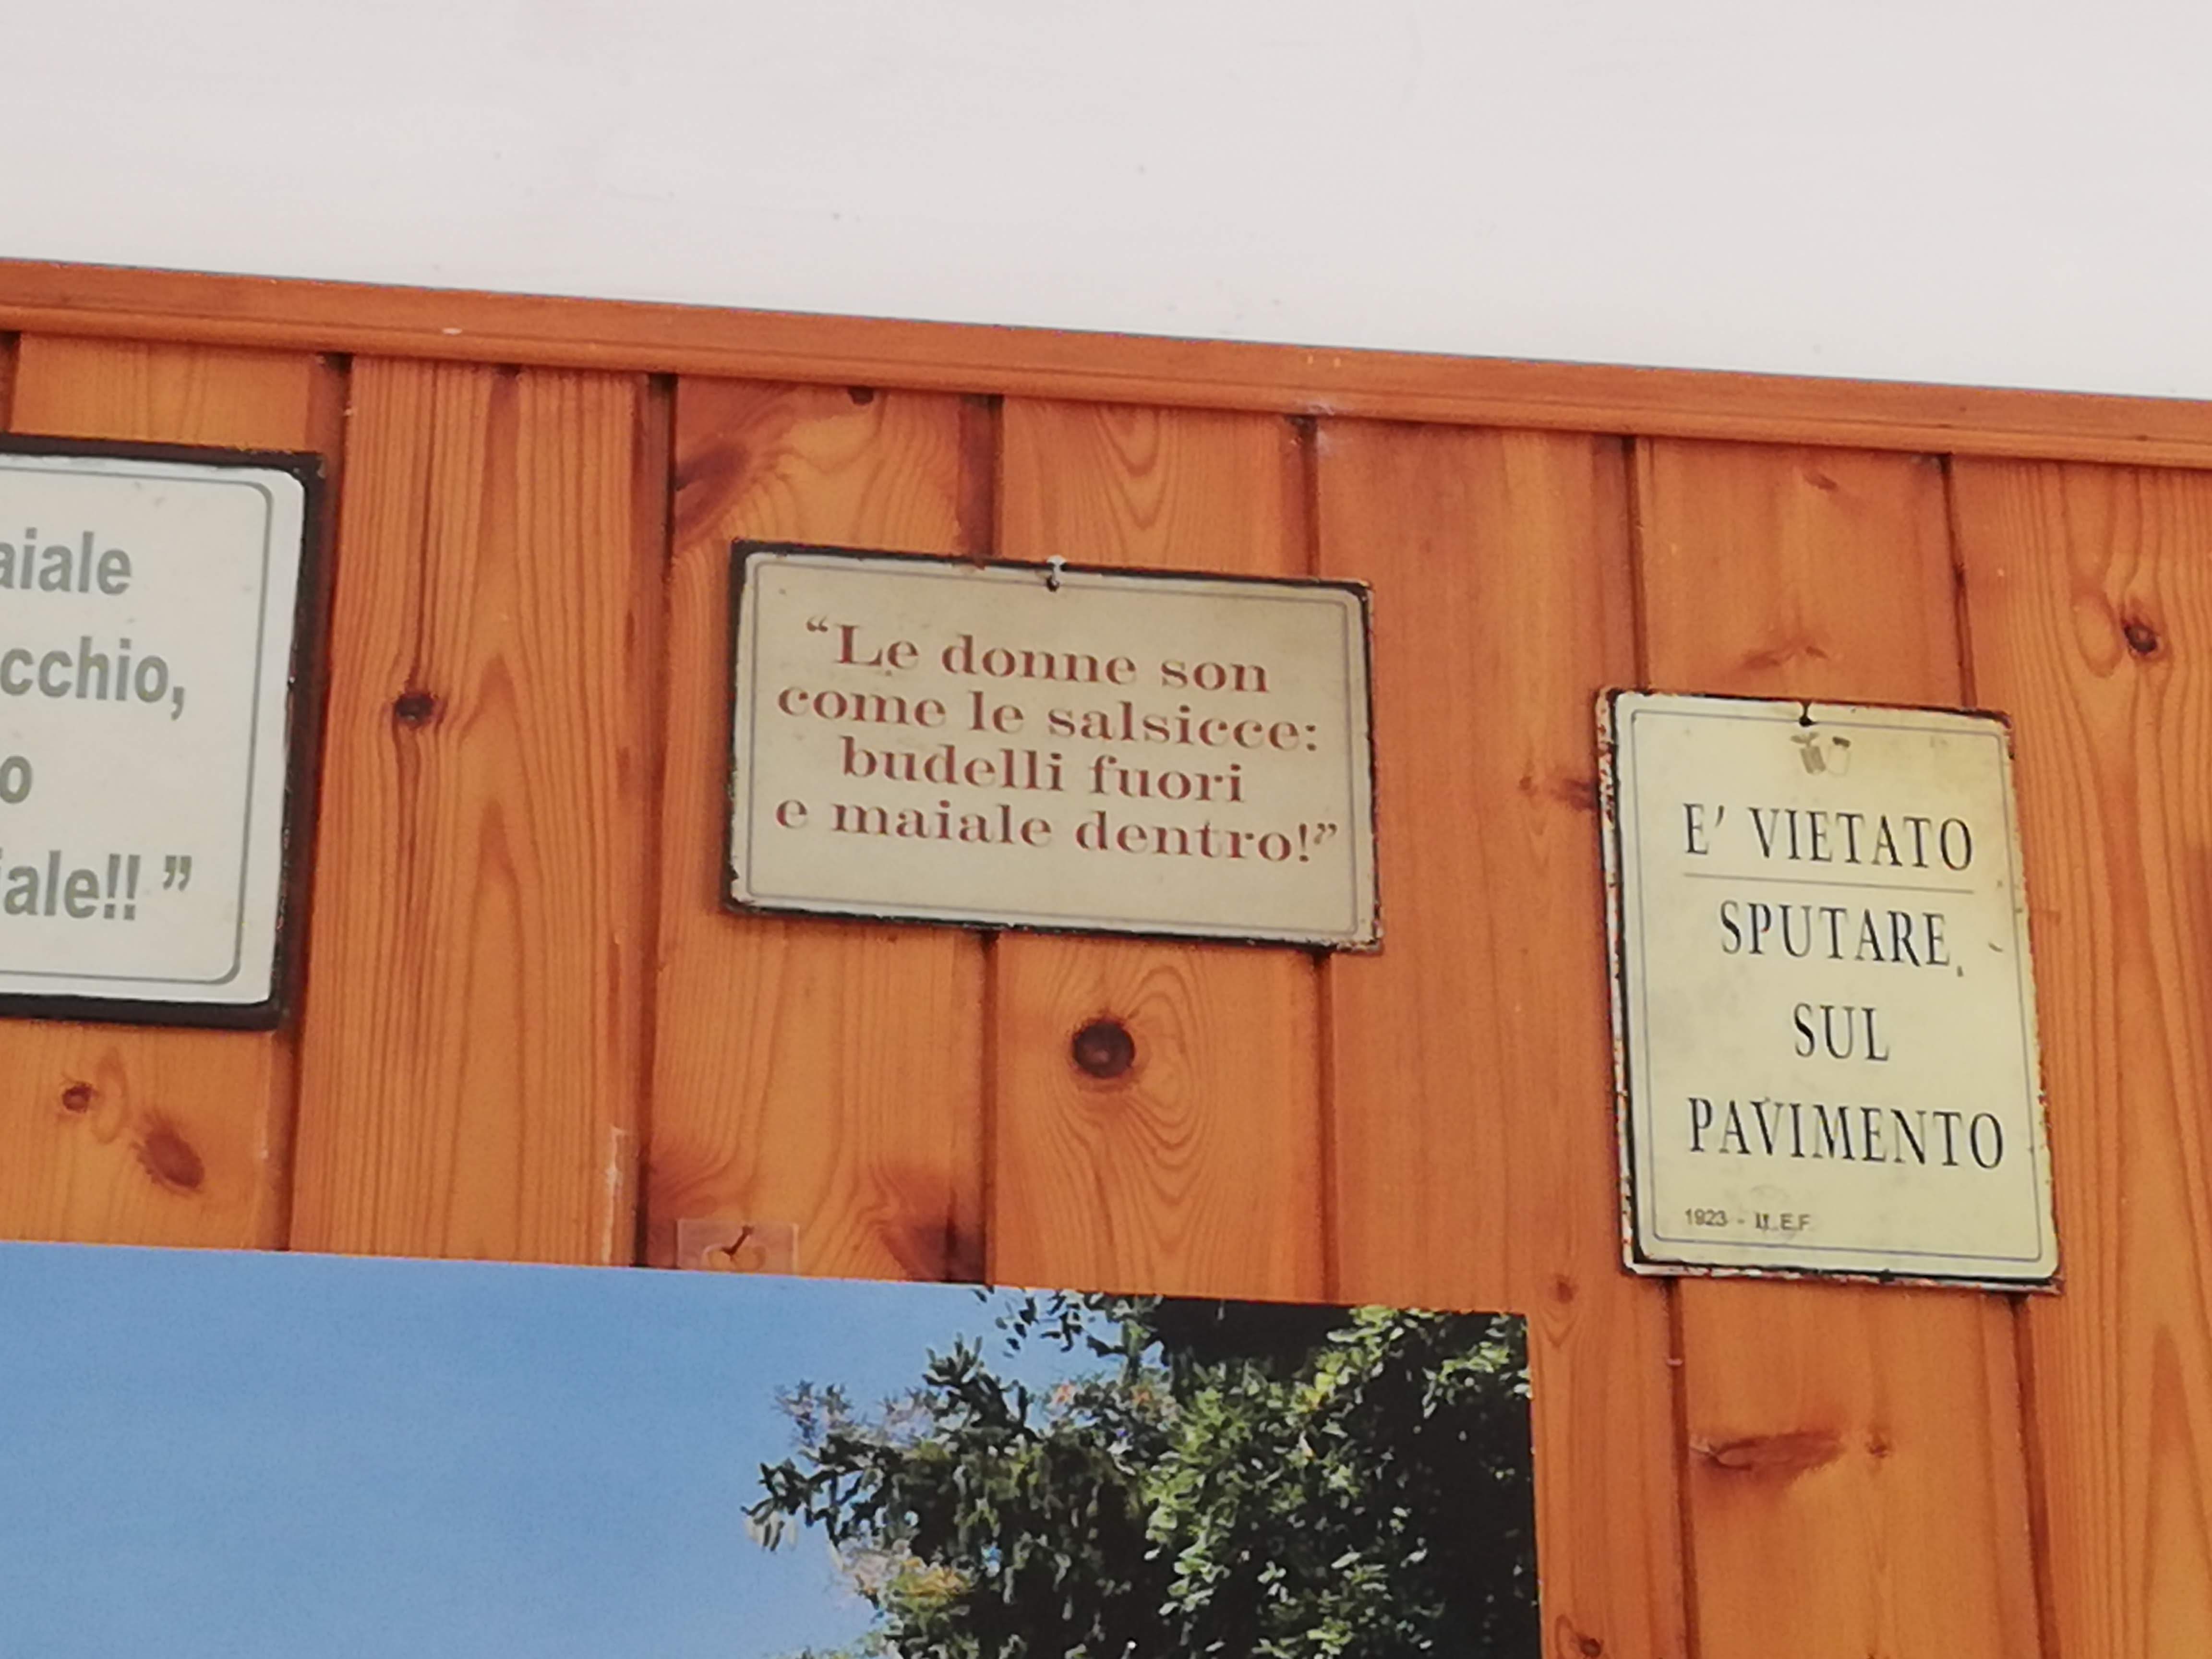 aiale
cchio,
o
iale!! ”
“Le donne son
come le salsicce:
budelli fuori
e maiale dentro!”
E' VIETATO
SPUTARE
SUL
PAVIMENTO
1923 -